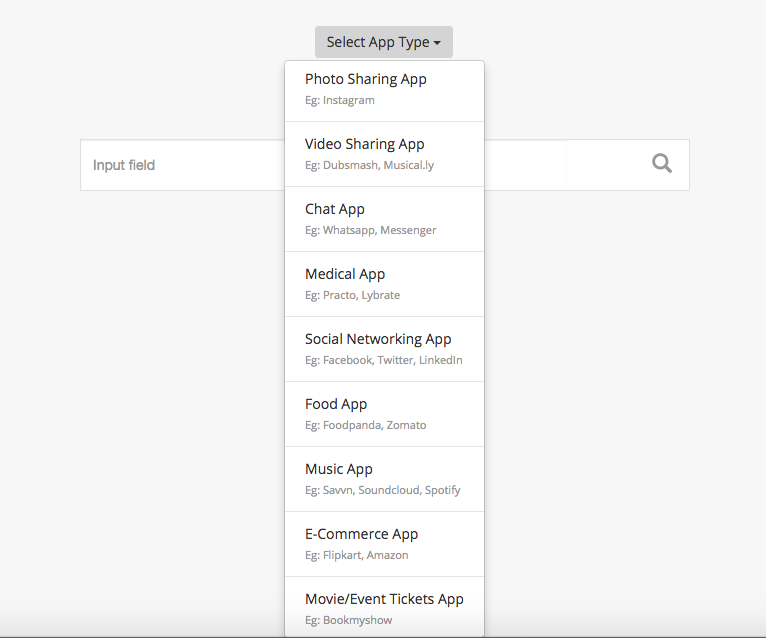 Select App Type
Photo Sharing App
Eg: Instagram
Video Sharing App
Eg: Dubsmash, Musical.ly
Input field
Chat App
Eg: Whatsapp, Messenger
Medical App
Eg: Practo, Lybrate
Social Networking App
Eg: Facebook, Twitter, LinkedIn
Food App
Eg: Foodpanda, Zomato
Music App
Eg: Savvn, Soundcloud, Spotify
E-Commerce App
Eg: Flipkart, Amazon
Movie/Event Tickets App
Eg: Bookmyshow